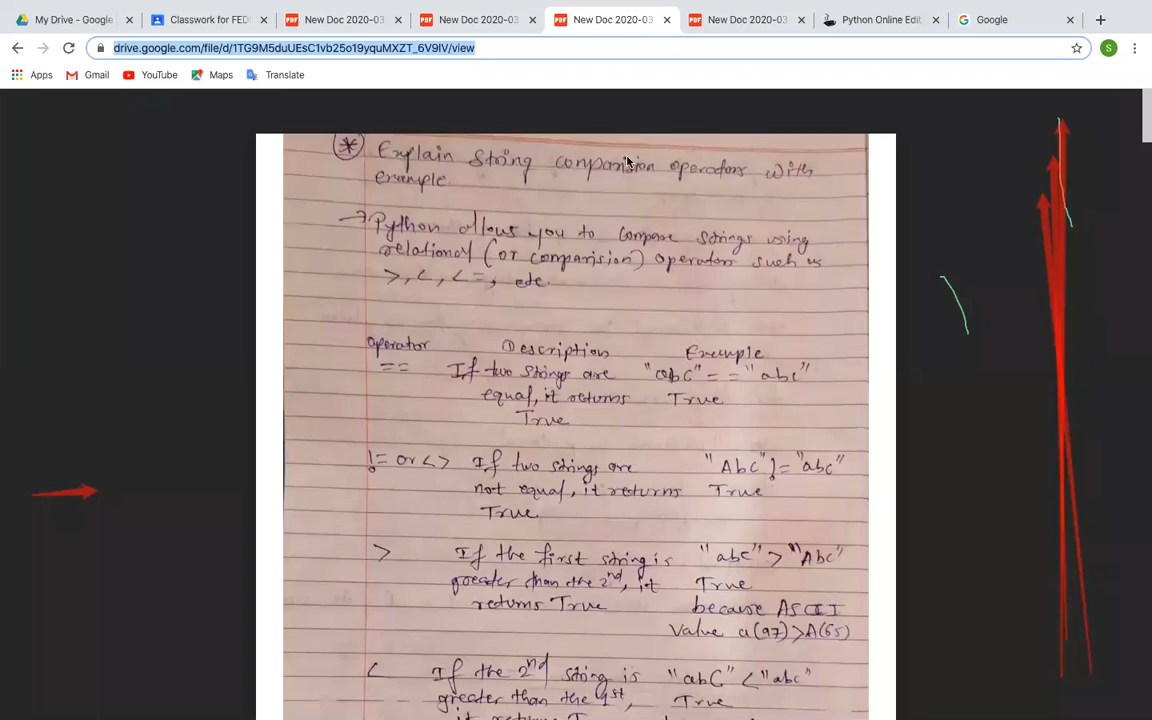 My Drive - Google
Classwork for FED
New Doc 2020-03
New Doc 2020-03
New Doc 2020-03
New Doc 2020-03
Python Online Edit
Google
drive.google.com/file/d/1TG9M5duUEsC1vb25o19yquMXZT_6V9lV/view
S
Apps
Gmail
YouTube
Maps
Translate
Explain String comparision operators with
example.
→ Python allows you to compare strings using
relational (or comparision) operators such as
>, <, <=, etc.
operator Description Example
== If two strings are "abc" == "abc"
equal, it returns True
True
!= or <> If two strings are "Abc" != "abc"
not equal, it returns True
True
> If the first string is "abc" > "Abc"
greater than the 2nd, it True
returns True because ASCII
value a(97)>A(65)
< If the 2nd string is "abC" < "abc"
greater than the 1st, True
it returns